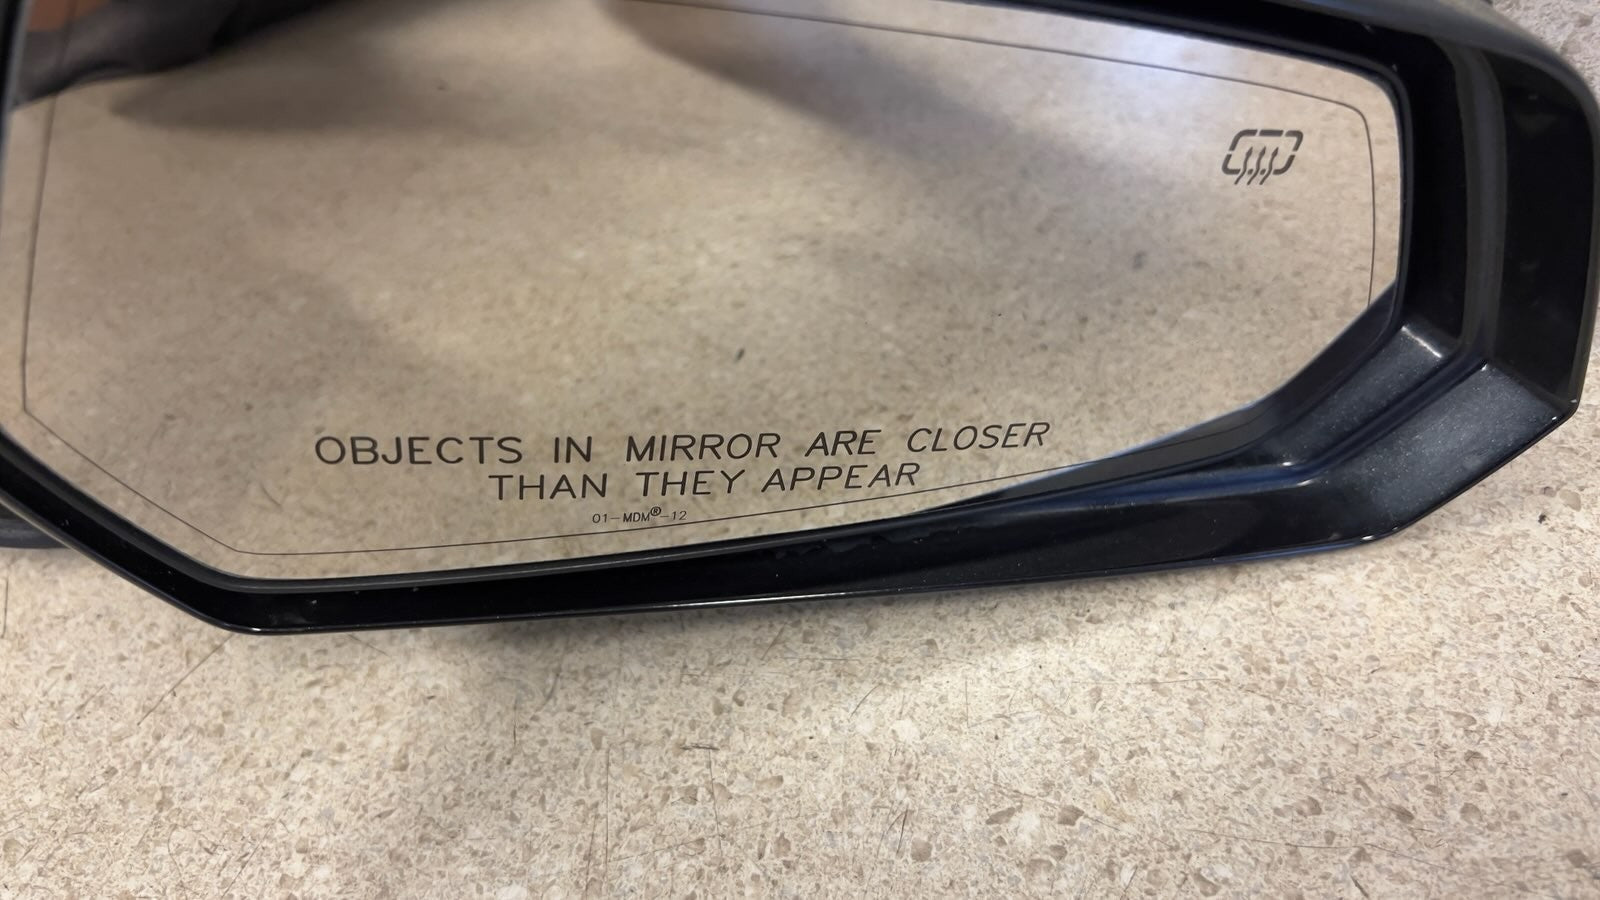 OBJECTS IN MIRROR ARE CLOSER
THAN THEY APPEAR
01-MDM®-12